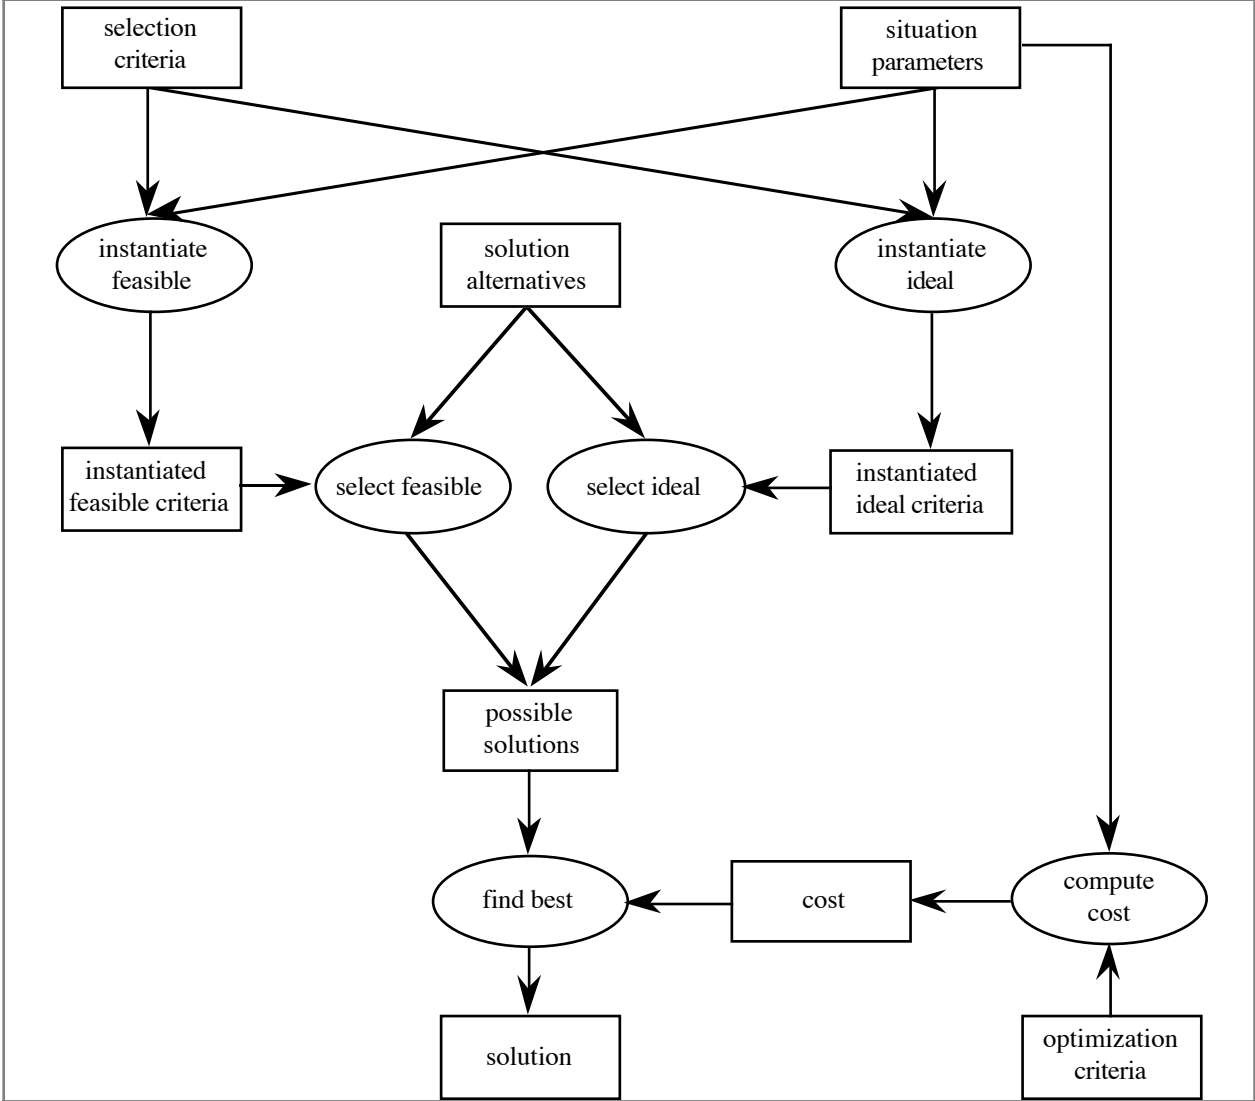 selection
criteria
situation
parameters
instantiate
feasible
solution
alternatives
instantiate
ideal
instantiated
feasible criteria
select feasible
select ideal
instantiated
ideal criteria
possible
solutions
find best
cost
compute
cost
solution
optimization
criteria